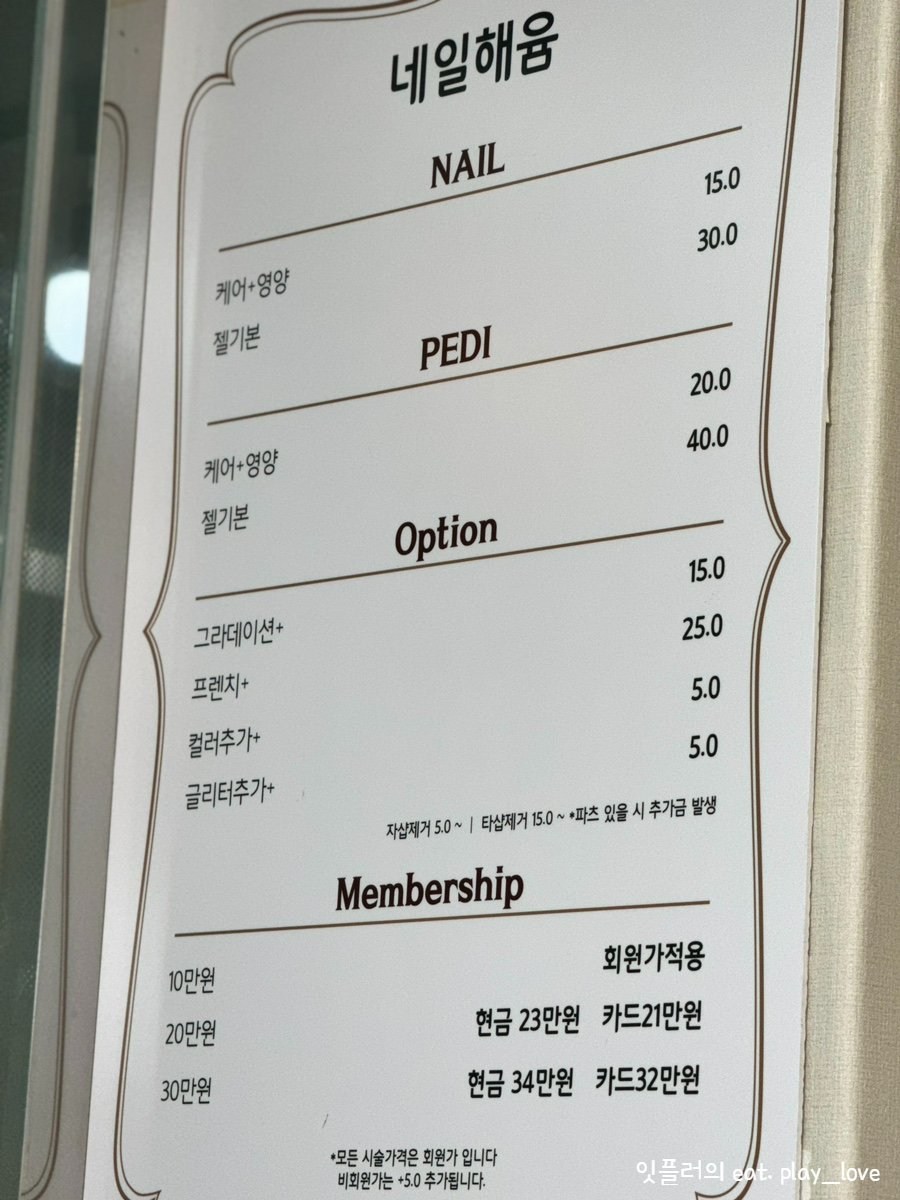 네일해윰
NAIL
케어+영양 15.0
젤기본 30.0
PEDI
케어+영양 20.0
젤기본 40.0
Option
그라데이션+ 15.0
프렌치+ 25.0
컬러추가+ 5.0
글리터추가+ 5.0
자샵제거 5.0 ~ | 타샵제거 15.0 ~ *파츠 있을 시 추가금 발생
Membership
10만원 회원가적용
20만원 현금 23만원 카드21만원
30만원 현금 34만원 카드32만원
*모든 시술가격은 회원가 입니다
비회원가는 +5.0 추가됩니다.
잇플러의 eat. play__love